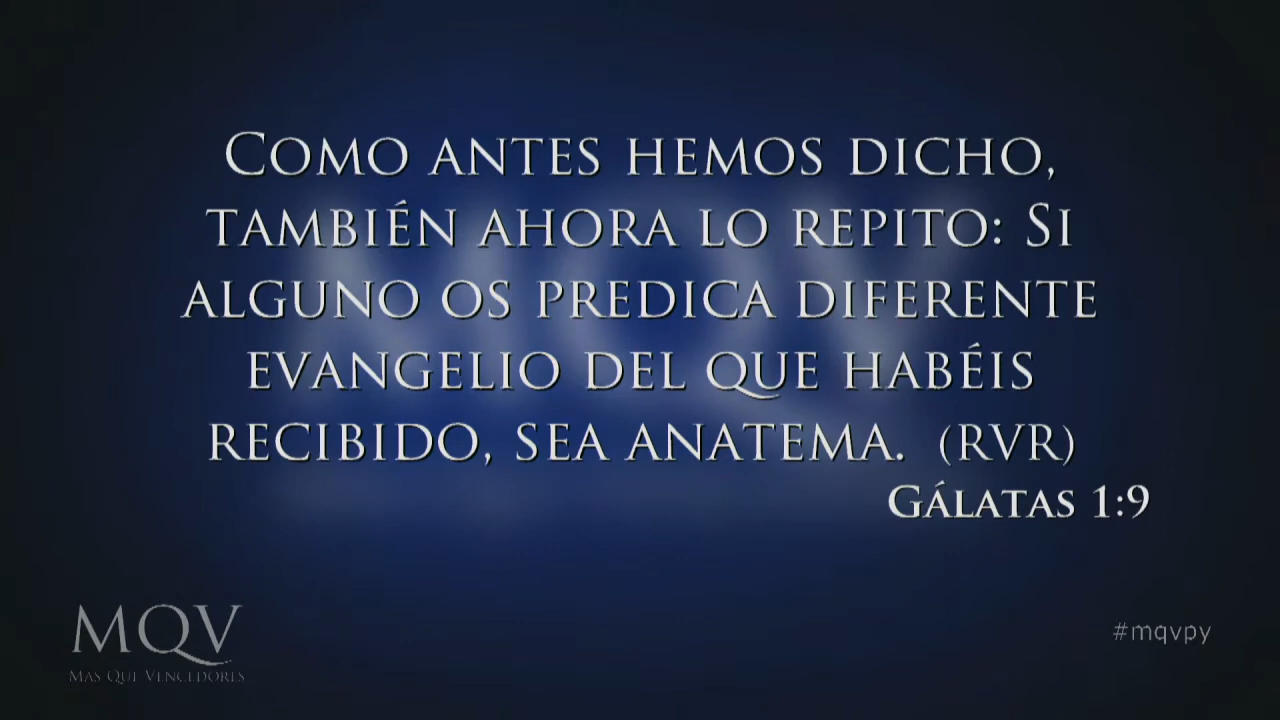 Como antes hemos dicho,
también ahora lo repito: Si
alguno os predica diferente
evangelio del que habéis
recibido, sea anatema. (RVR)
Gálatas 1:9
MQV
Mas Que Vencedores
#mqvpy